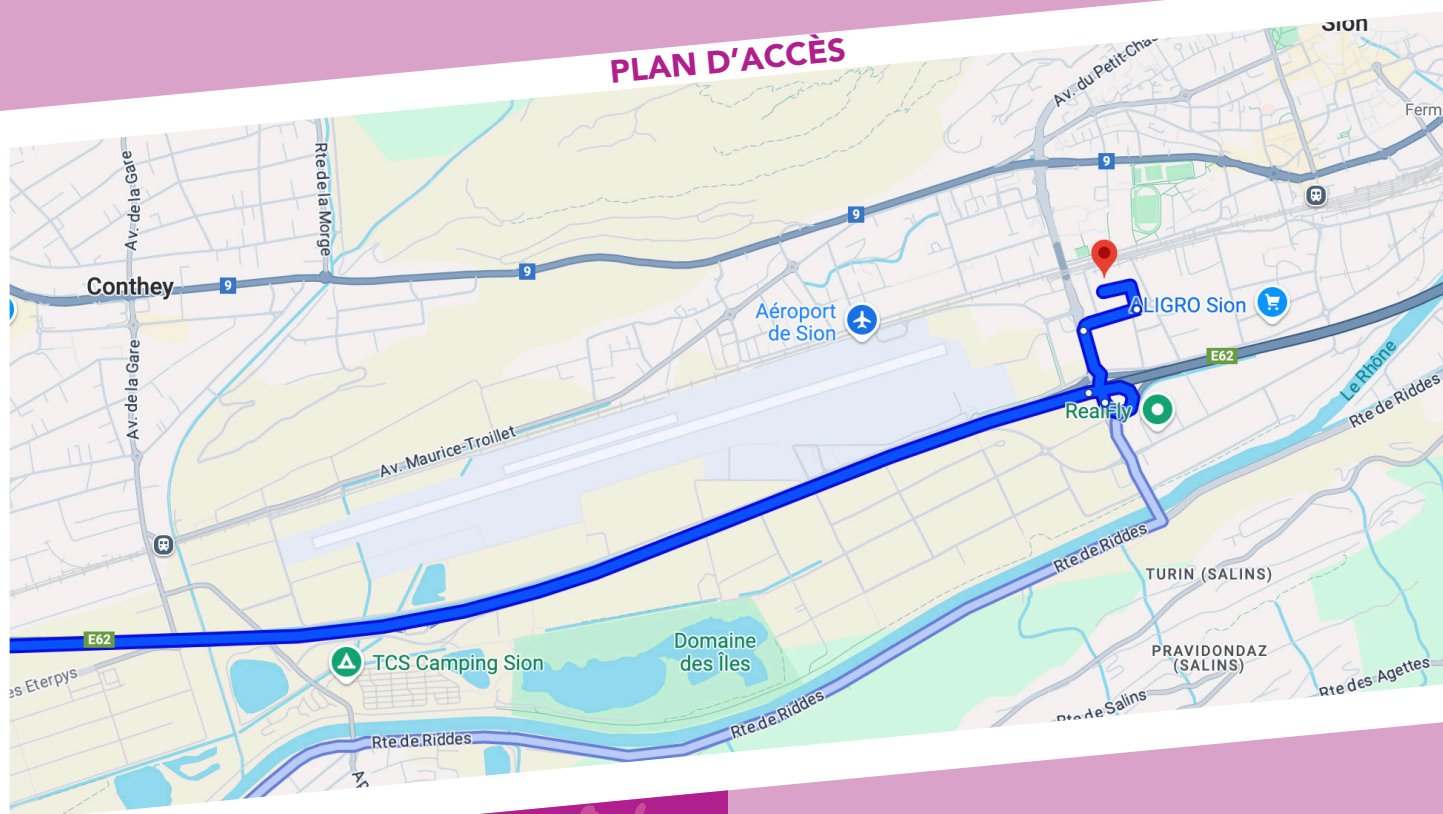 PLAN D'ACCÈS
Sion
Av. du Petit-Chas
Ferm
Av. de la Gare
Rte de la Morge
9
9
9
9
Conthey
Aéroport
de Sion
ALIGRO Sion
E62
Le Rhône
Rte de Riddes
Av. de la Gare
RealFly
Av. Maurice-Troillet
Rte de Riddes
TURIN (SALINS)
E62
TCS Camping Sion
Domaine
des Îles
PRAVIDONDAZ
(SALINS)
es Eterpys
Rte des Agettes
Rte de Salins
Rte de Riddes
Rte de Riddes